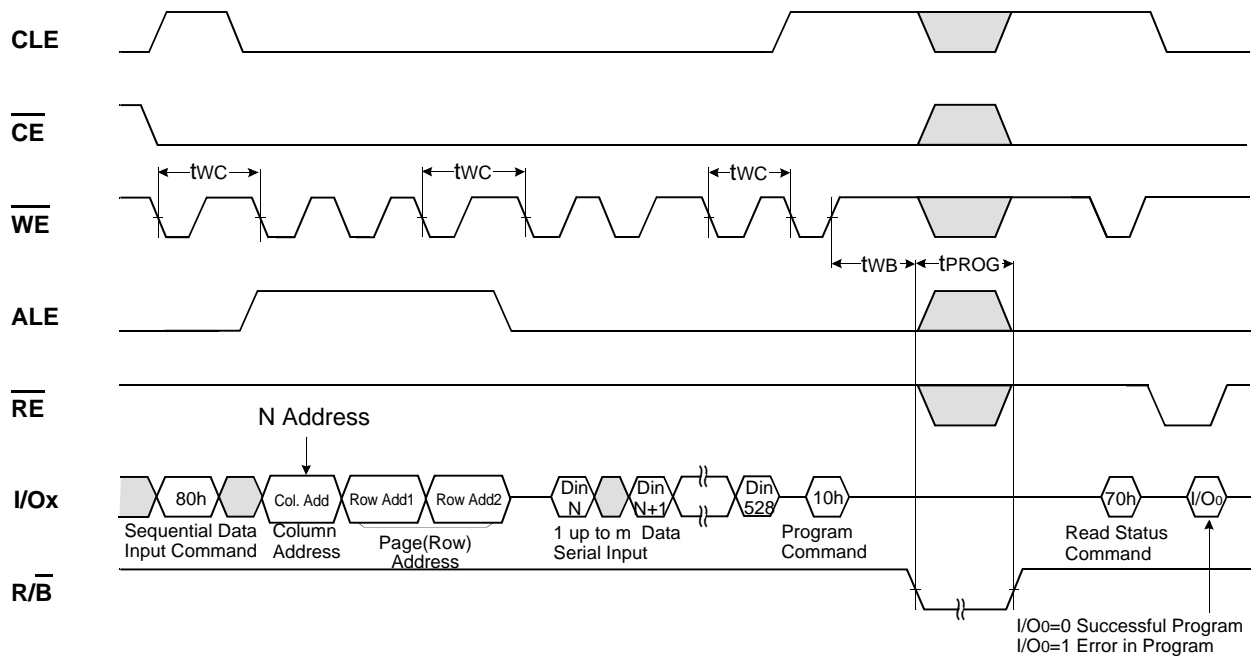 CLE
CE
tWC
tWC
tWC
WE
tWB
tPROG
ALE
RE
N Address
I/Ox
80h
Col. Add
Row Add1
Row Add2
Din
N
Din
N+1
Din
528
10h
70h
I/O0
Sequential Data
Input Command
Column
Address
Page(Row)
Address
1 up to m Data
Serial Input
Program
Command
Read Status
Command
R/B
I/O0=0 Successful Program
I/O0=1 Error in Program